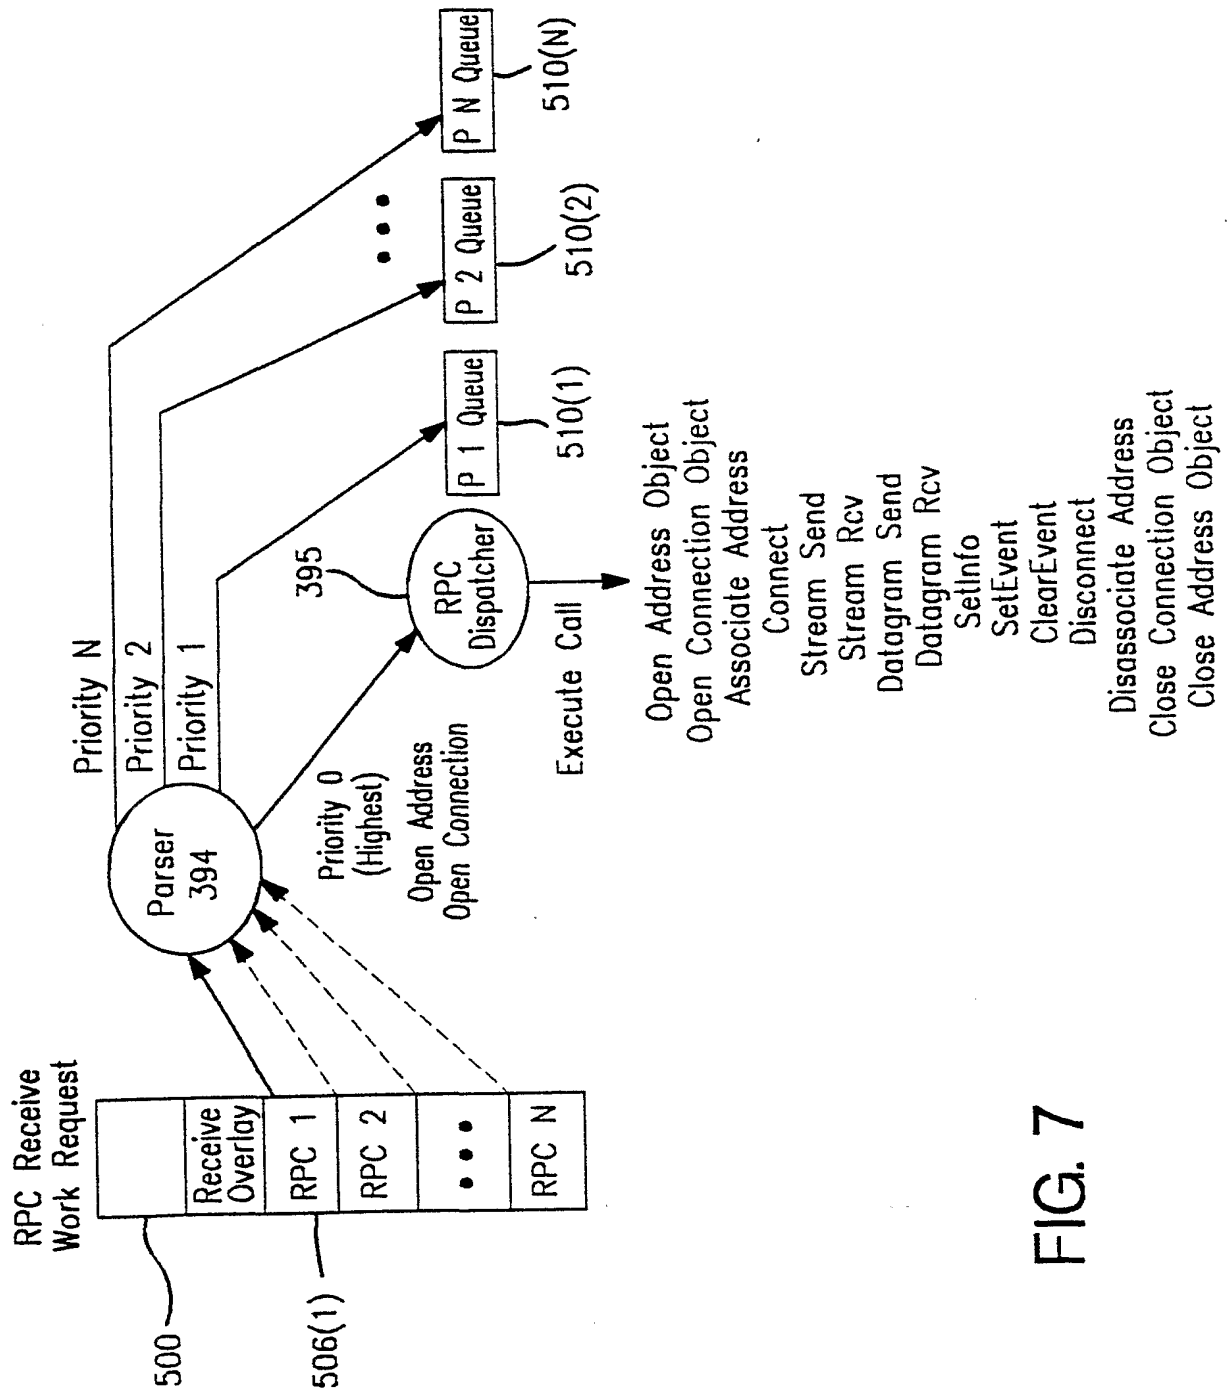 RPC Receive
Work Request
500
Receive
Overlay
RPC 1
506(1)
RPC 2
RPC N
Parser
394
Priority N
Priority 2
Priority 1
Priority 0
(Highest)
Open Address
Open Connection
395
RPC
Dispatcher
P 1 Queue
510(1)
P 2 Queue
510(2)
P N Queue
510(N)
Execute Call
Open Address Object
Open Connection Object
Associate Address
Connect
Stream Send
Stream Rcv
Datagram Send
Datagram Rcv
SetInfo
SetEvent
ClearEvent
Disconnect
Disassociate Address
Close Connection Object
Close Address Object
FIG. 7